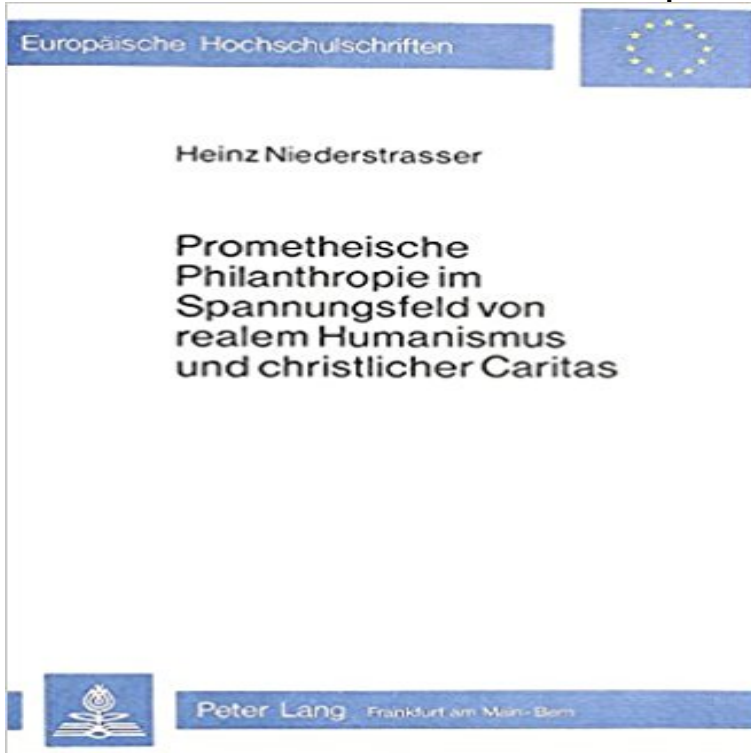 Europäische Hochschulschriften
Heinz Niederstrasser
Prometheische
Philanthropie im
Spannungsfeld von
realem Humanismus
und christlicher Caritas
Peter Lang Frankfurt am Main-Bern